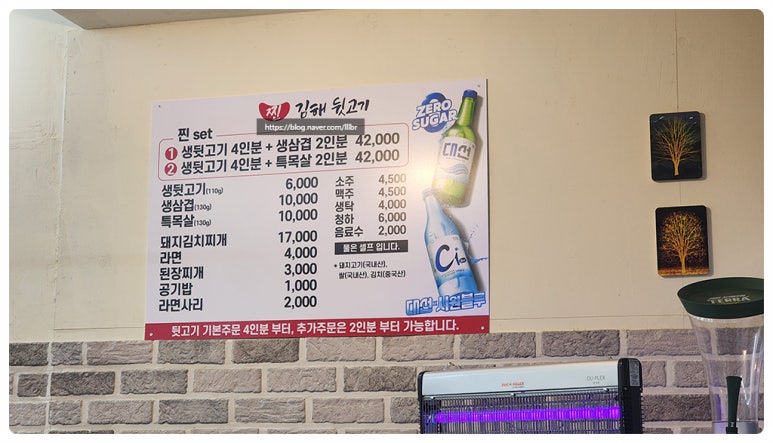 찐 김해 뒷고기
https://blog.naver.com/lllbr
찐 set
1 생뒷고기 4인분 + 생삼겹 2인분 42,000
2 생뒷고기 4인분 + 특목살 2인분 42,000
생뒷고기(110g) 6,000
생삼겹(130g) 10,000
특목살(130g) 10,000
돼지김치찌개 17,000
라면 4,000
된장찌개 3,000
공기밥 1,000
라면사리 2,000
소주 4,500
맥주 4,500
생탁 4,000
청하 6,000
음료수 2,000
물은 셀프 입니다.
* 돼지고기(국내산),
쌀(국내산), 김치(중국산)
ZERO
SUGAR
대선
C1
대선 시원블루
뒷고기 기본주문 4인분 부터, 추가주문은 2인분 부터 가능합니다.
TERRA